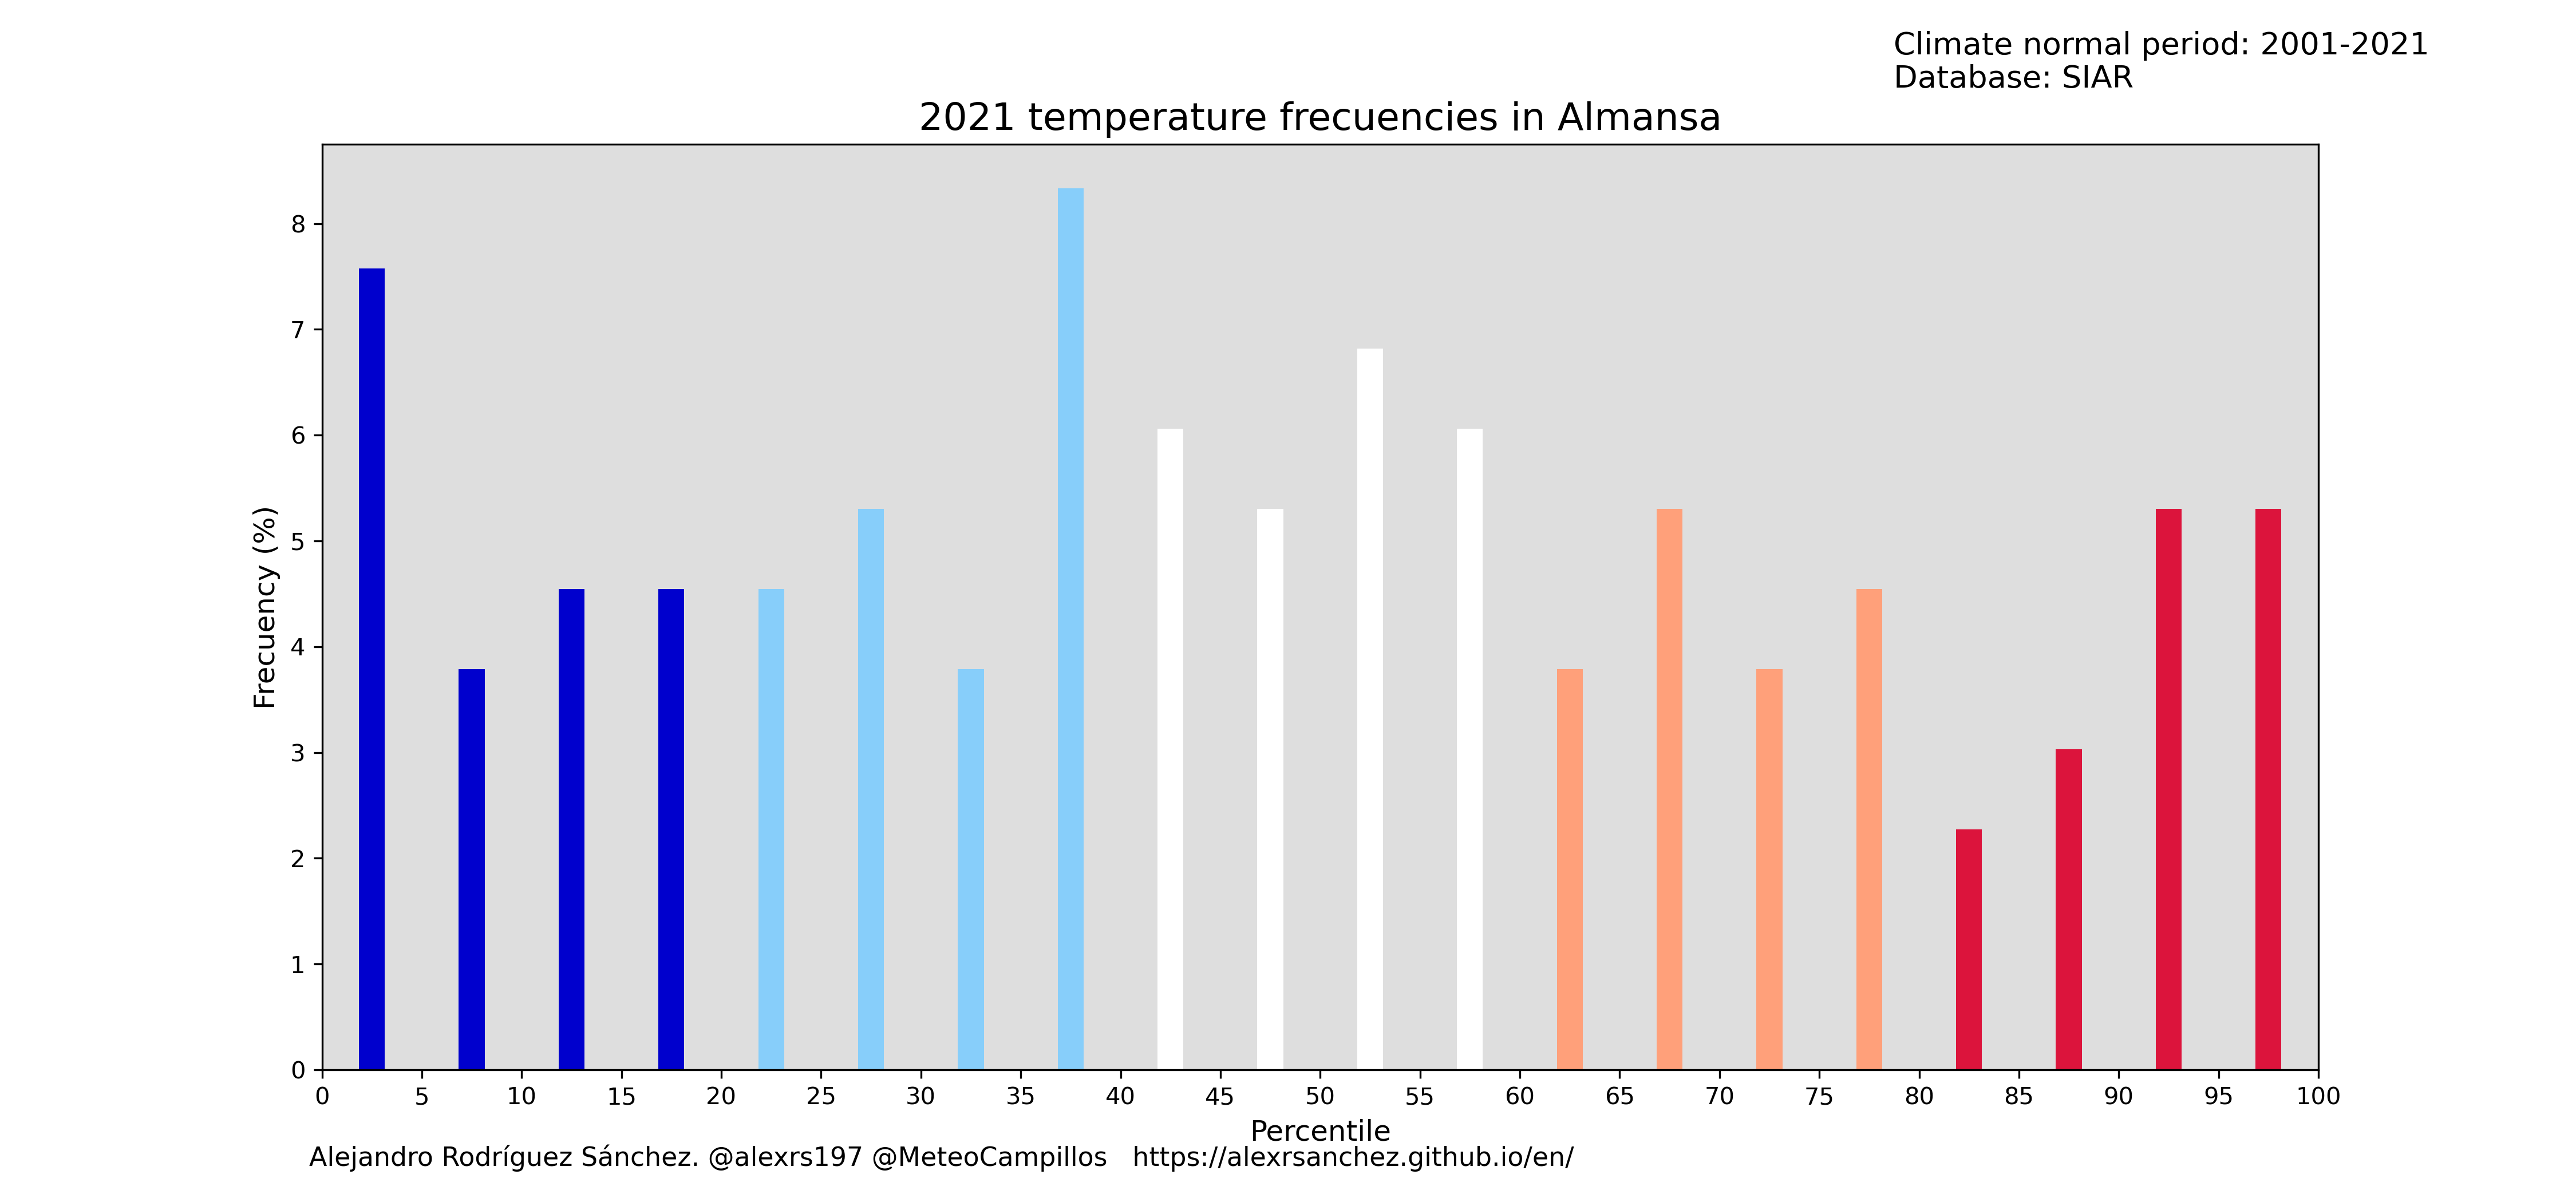 Climate normal period: 2001-2021
Database: SIAR
2021 temperature frecuencies in Almansa
Frecuency (%)
8
7
6
5
4
3
2
1
0
0 5 10 15 20 25 30 35 40 45 50 55 60 65 70 75 80 85 90 95 100
Percentile
Alejandro Rodríguez Sánchez. @alexrs197 @MeteoCampillos https://alexrsanchez.github.io/en/